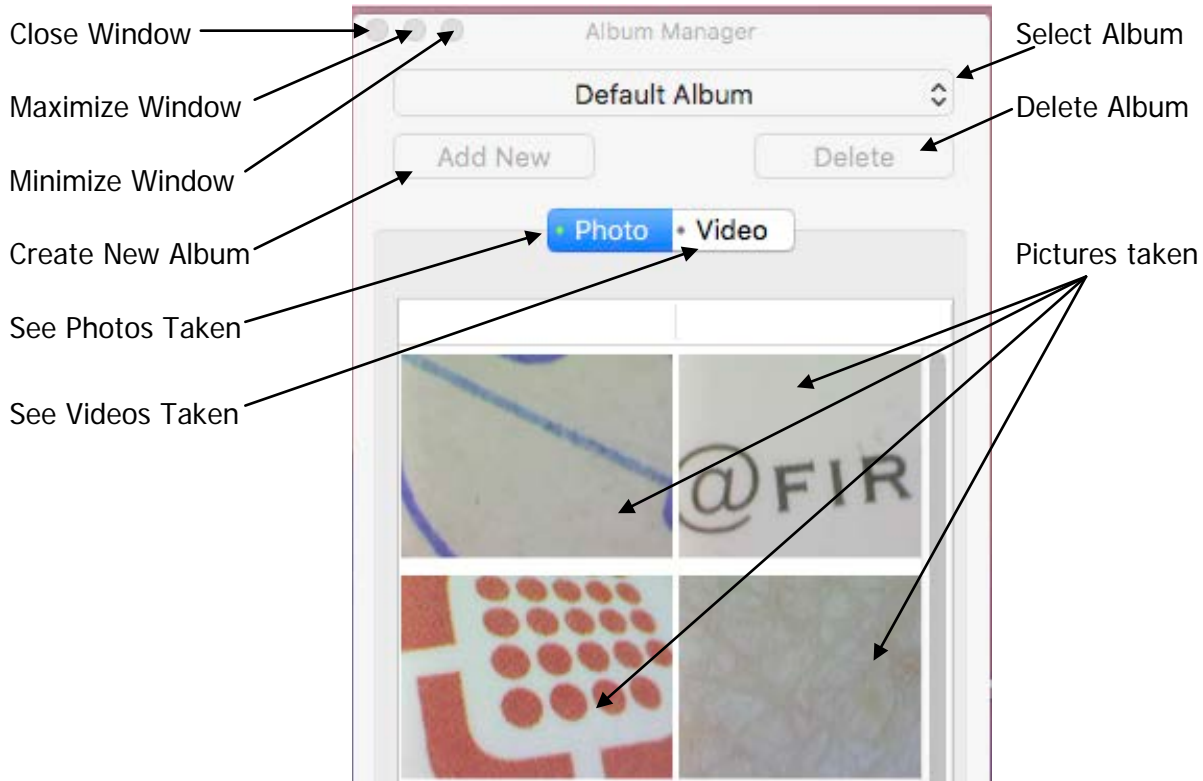 Close Window
Album Manager
Select Album
Default Album
Maximize Window
Delete Album
Add New
Delete
Minimize Window
Photo
Video
Create New Album
Pictures taken
See Photos Taken
See Videos Taken
@FIR